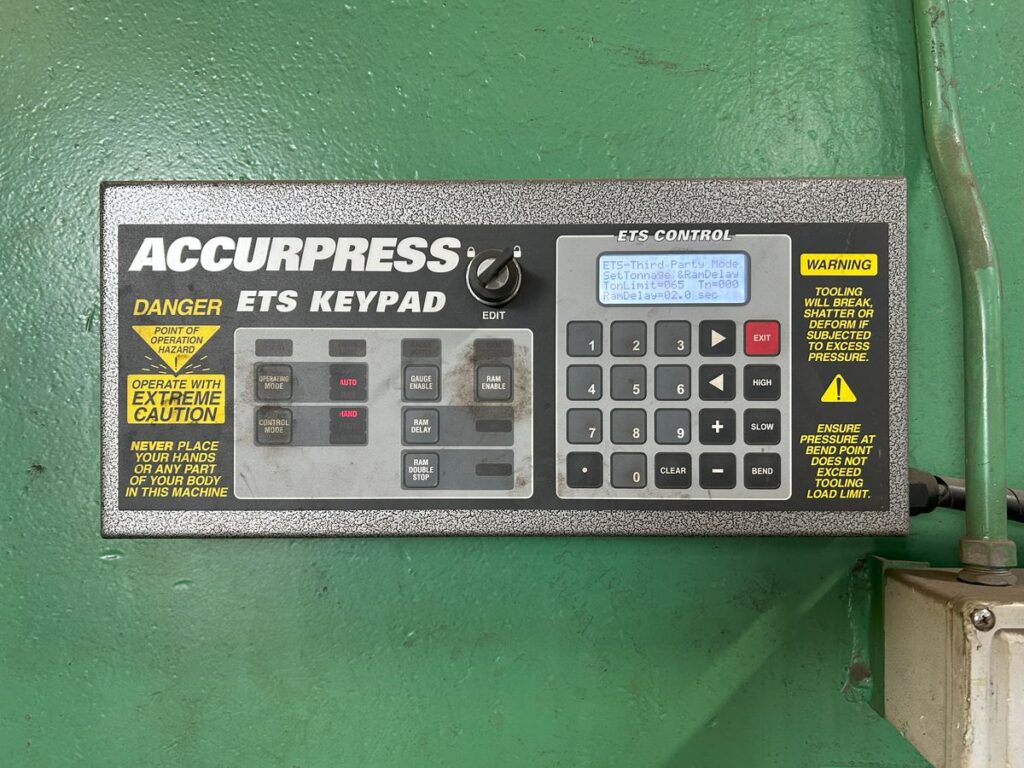 ACCURPRESS
ETS KEYPAD
EDIT
DANGER
POINT OF
OPERATION
HAZARD
OPERATE WITH
EXTREME
CAUTION
NEVER PLACE
YOUR HANDS
OR ANY PART
OF YOUR BODY
IN THIS MACHINE
OPERATING
MODE
AUTO
CONTROL
MODE
HAND
GAUGE
ENABLE
RAM
ENABLE
RAM
DELAY
RAM
DOUBLE
STOP
ETS CONTROL
ETS-Third Party Mode
SetTonnage &RamDelay
TonLimit=065 Tn=000
RamDelay=02.0 sec
1 2 3 EXIT
4 5 6 HIGH
7 8 9 + SLOW
• 0 CLEAR − BEND
WARNING
TOOLING
WILL BREAK,
SHATTER OR
DEFORM IF
SUBJECTED
TO EXCESS
PRESSURE.
ENSURE
PRESSURE AT
BEND POINT
DOES NOT
EXCEED
TOOLING
LOAD LIMIT.